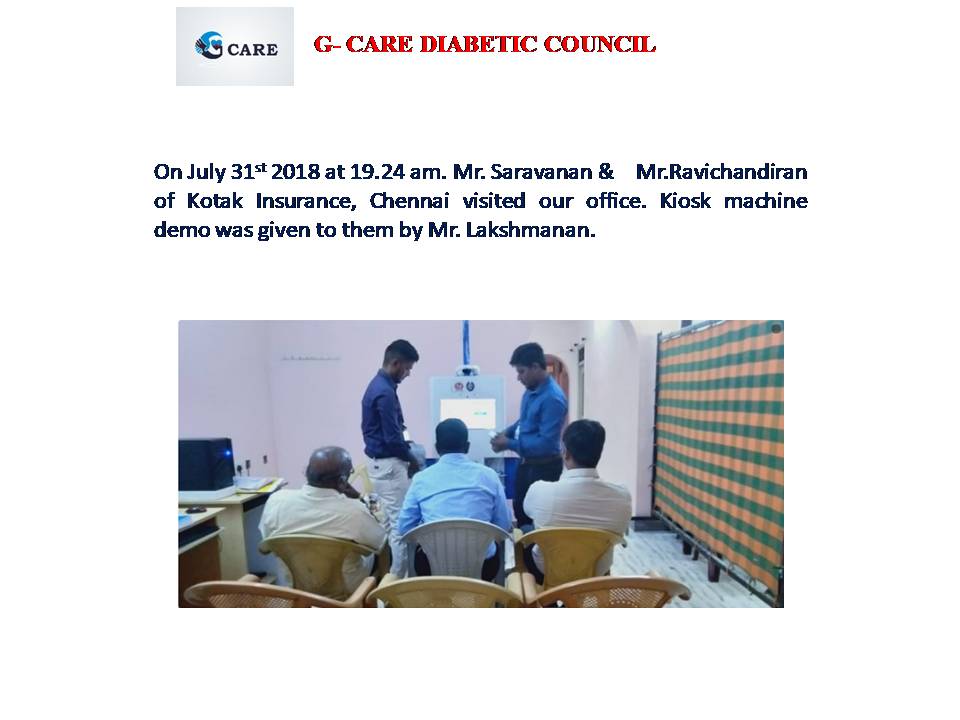 CARE
G- CARE DIABETIC COUNCIL
On July 31st 2018 at 19.24 am. Mr. Saravanan & Mr.Ravichandiran
of Kotak Insurance, Chennai visited our office. Kiosk machine
demo was given to them by Mr. Lakshmanan.